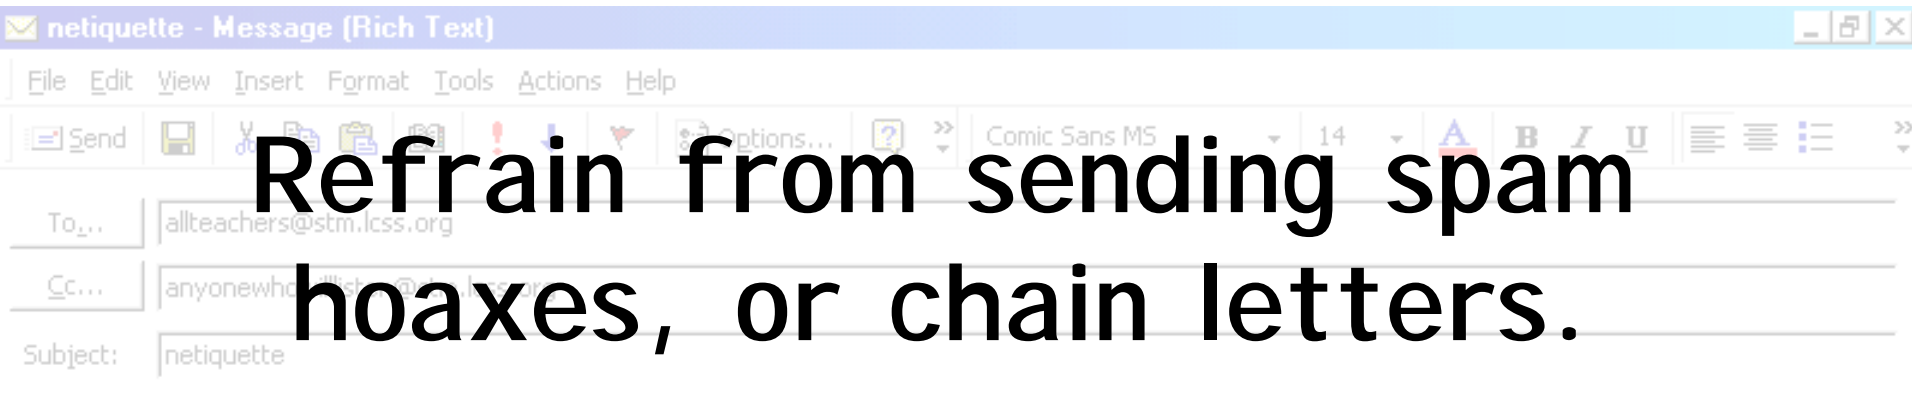 netiquette - Message (Rich Text)
File Edit View Insert Format Tools Actions Help
Send Options... Comic Sans MS 14 A B I U
Refrain from sending spam
To... allteachers@stm.lcss.org
hoaxes, or chain letters.
Cc...
Subject: netiquette